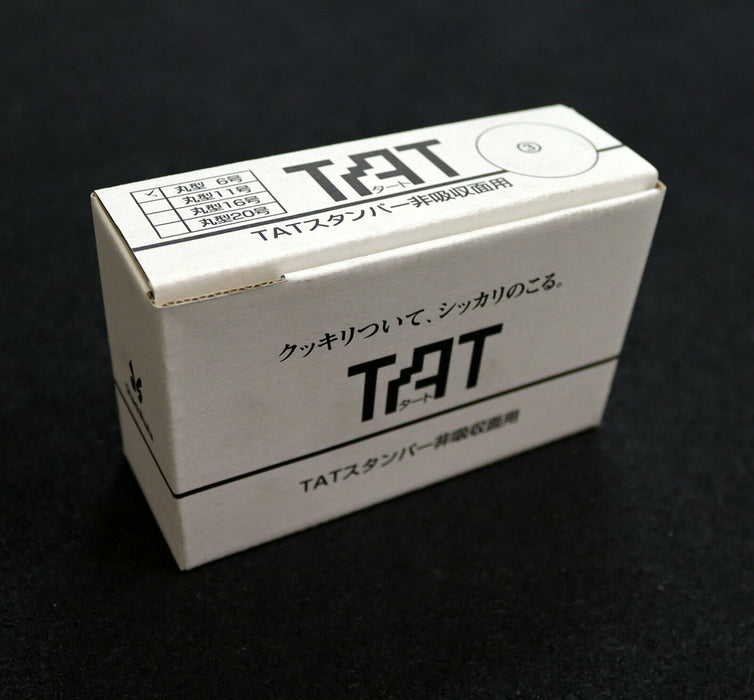 ✓ 丸型 6号
丸型11号
丸型16号
丸型20号
TAT
タート
TATスタンパー非吸収面用
③
クッキリついて、シッカリのこる。
TAT
タート
TATスタンパー非吸収面用